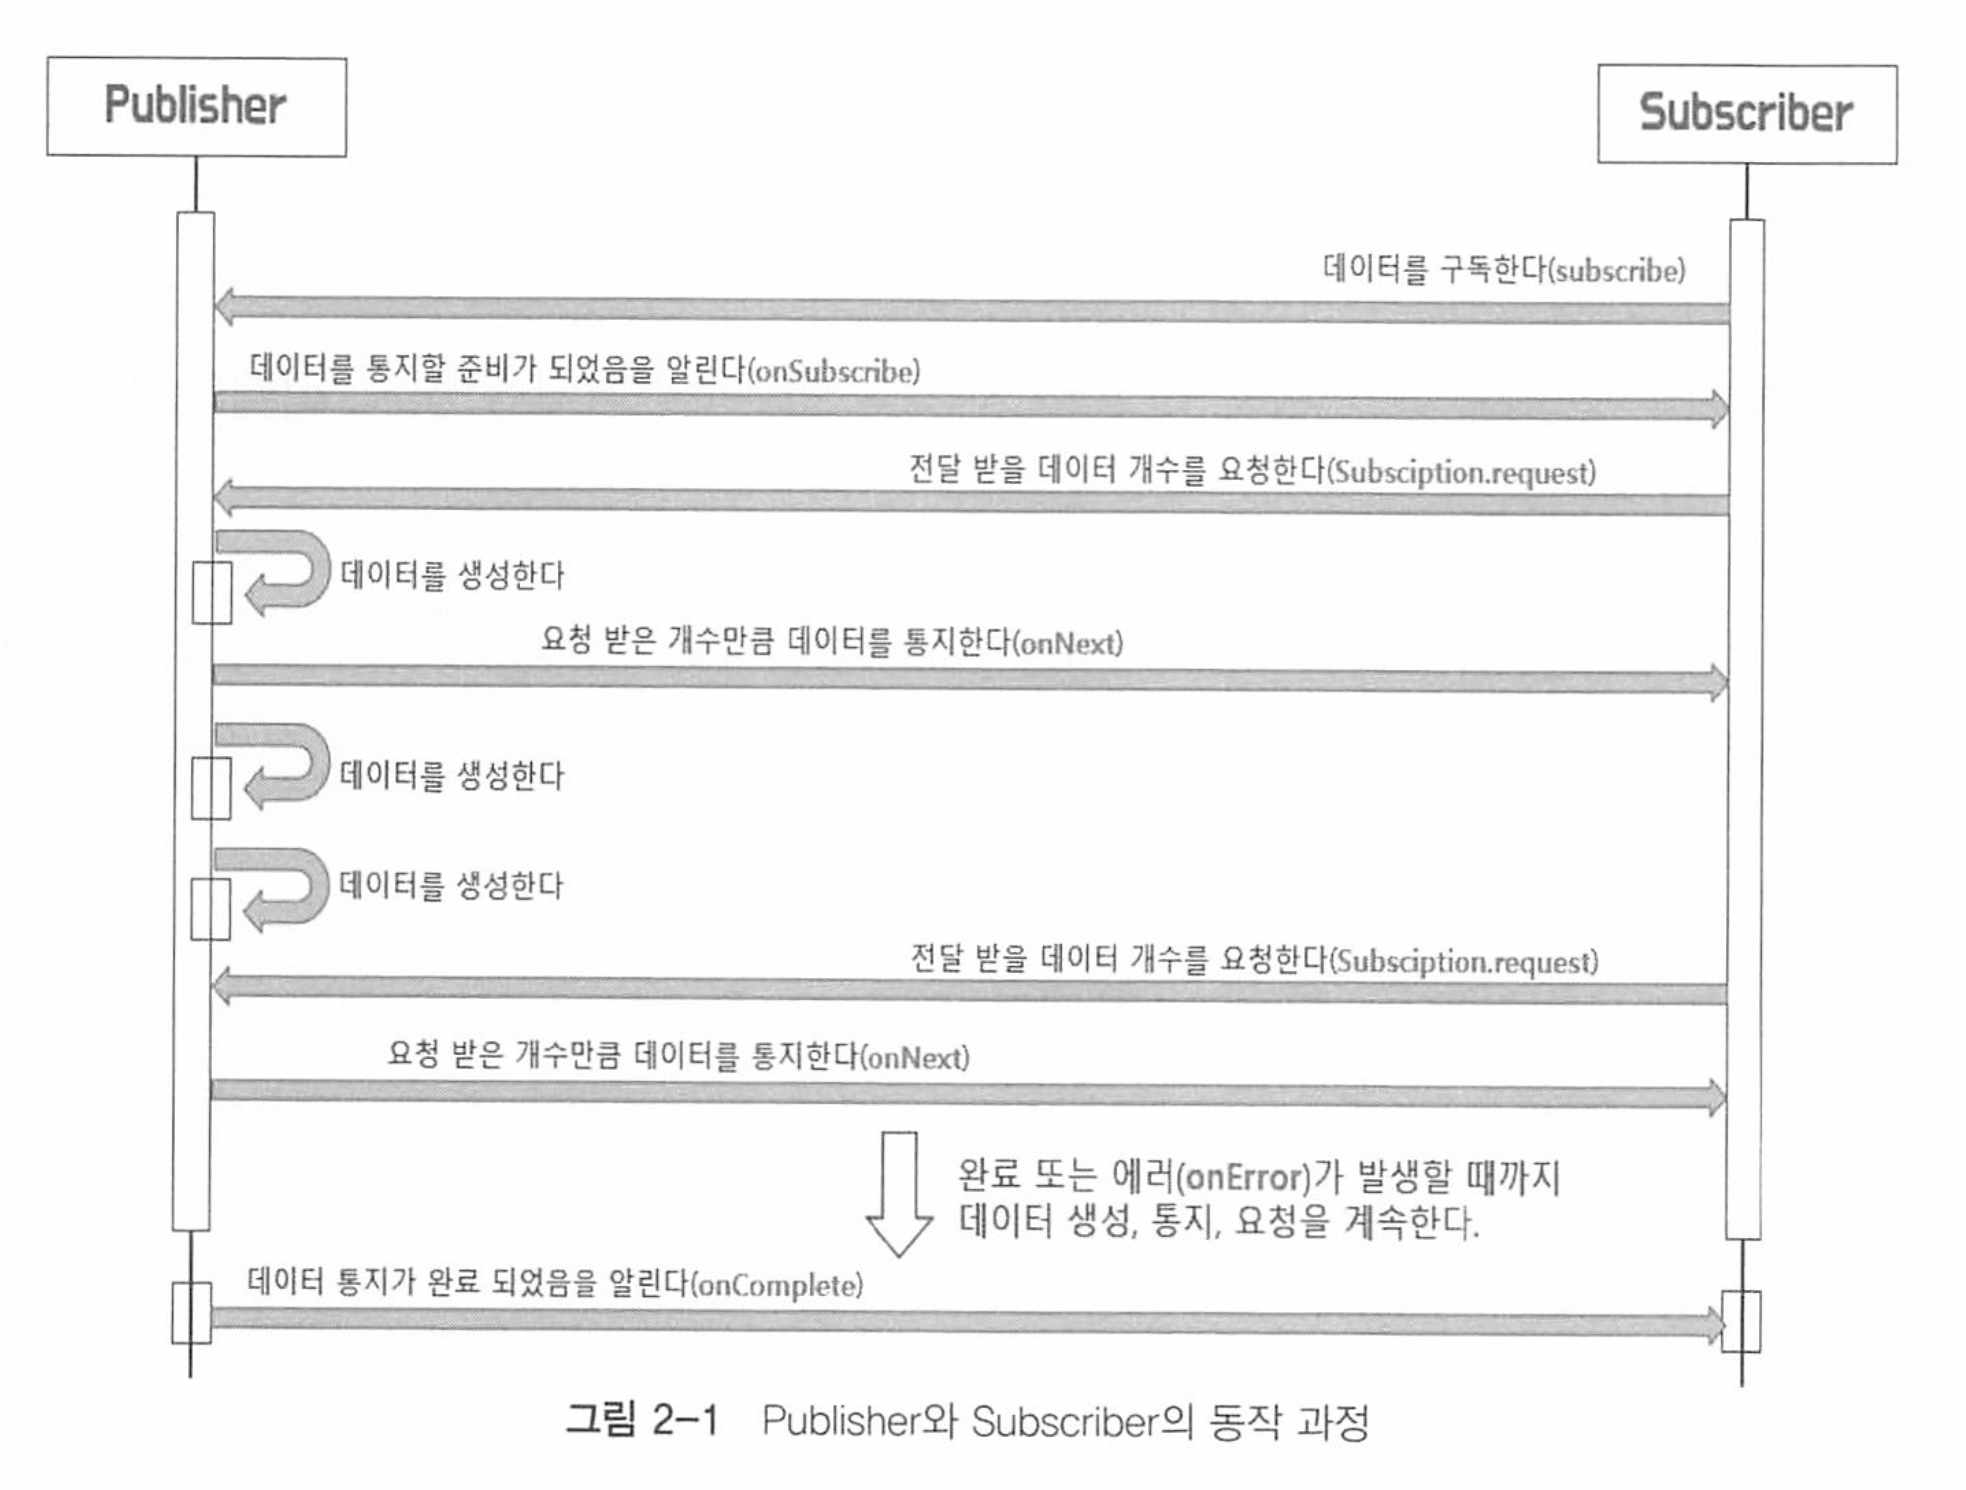 Publisher
Subscriber
데이터를 구독한다(subscribe)
데이터를 통지할 준비가 되었음을 알린다(onSubscribe)
전달 받을 데이터 개수를 요청한다(Subsciption.request)
데이터를 생성한다
요청 받은 개수만큼 데이터를 통지한다(onNext)
데이터를 생성한다
데이터를 생성한다
전달 받을 데이터 개수를 요청한다(Subsciption.request)
요청 받은 개수만큼 데이터를 통지한다(onNext)
완료 또는 에러(onError)가 발생할 때까지
데이터 생성, 통지, 요청을 계속한다.
데이터 통지가 완료 되었음을 알린다(onComplete)
그림 2-1 Publisher와 Subscriber의 동작 과정